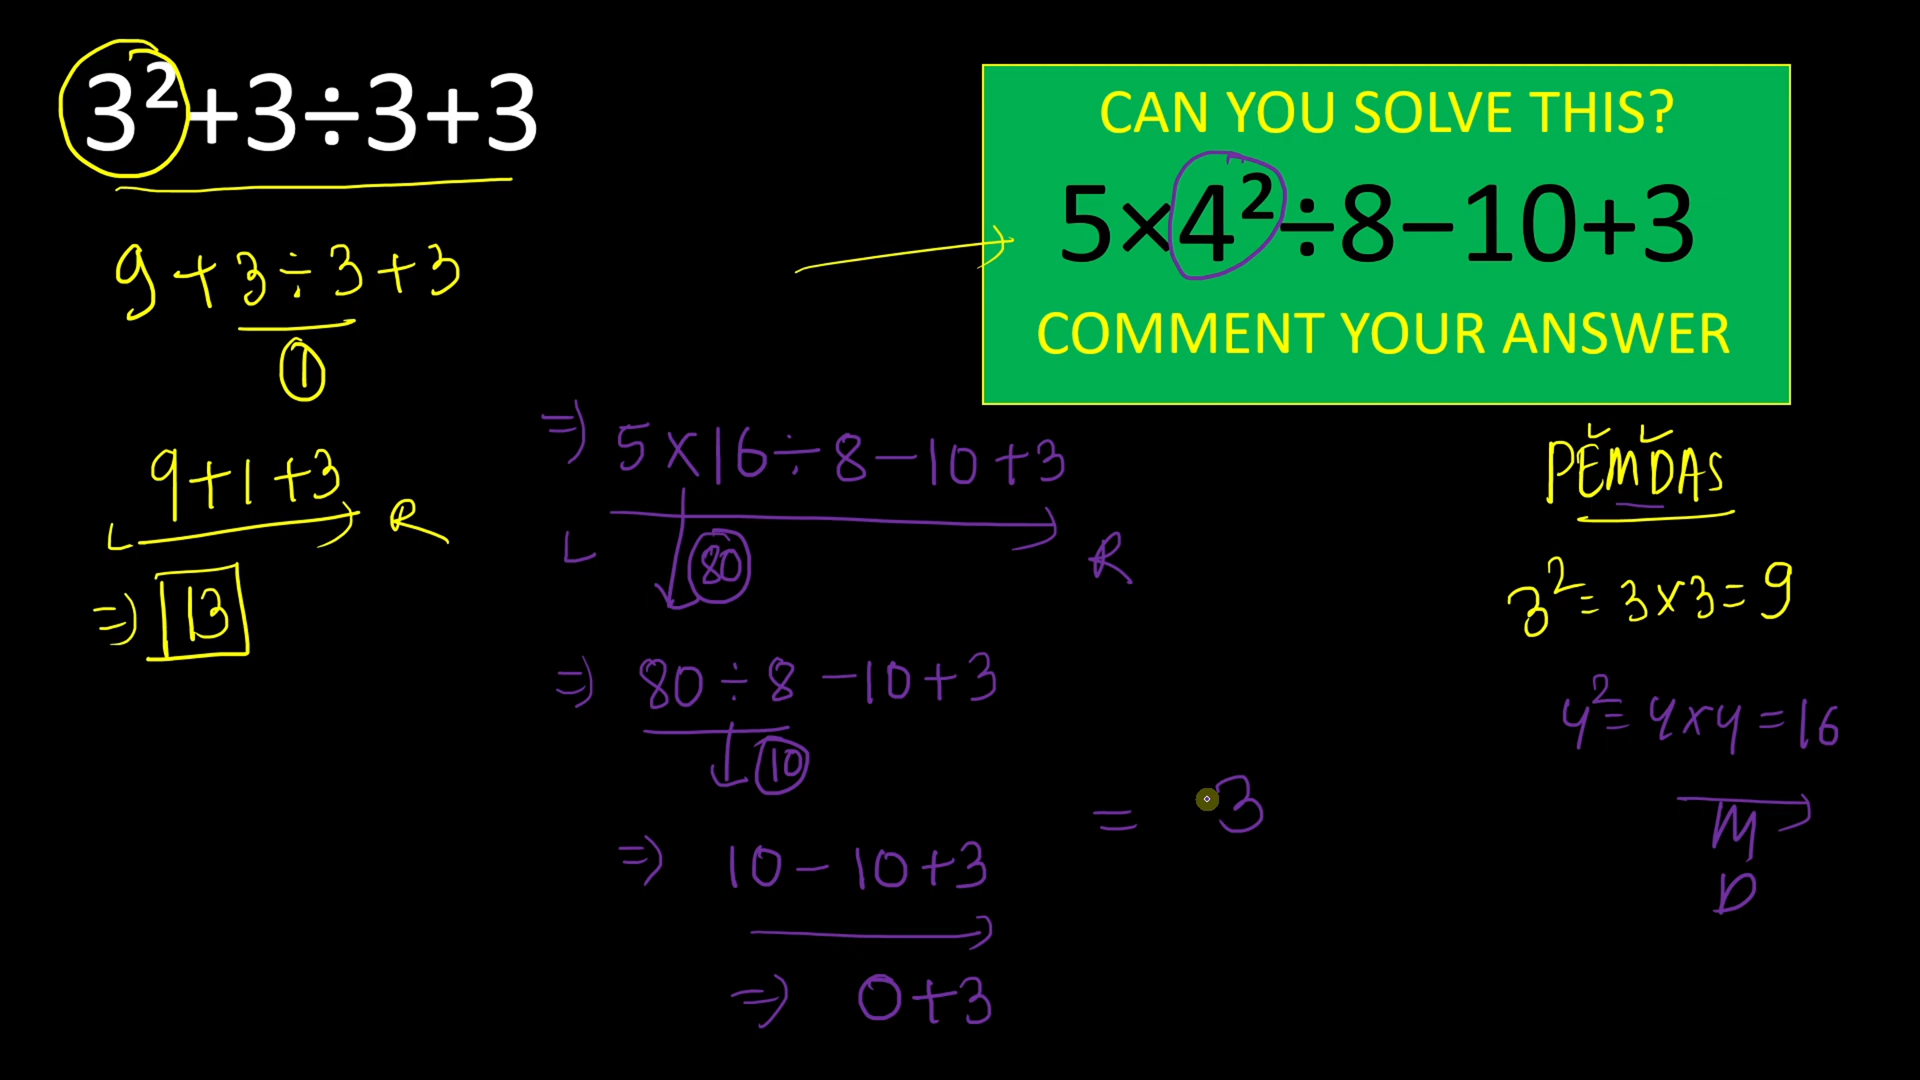 3²+3÷3+3
9+3÷3+3
1
9+1+3
L R
⇒ 13
CAN YOU SOLVE THIS?
5×4²÷8−10+3
COMMENT YOUR ANSWER
⇒ 5×16÷8−10+3
L 80 R
⇒ 80÷8−10+3
10
⇒ 10−10+3
⇒ 0+3
= 3
PEMDAS
3²=3×3=9
4²=4×4=16
M
D